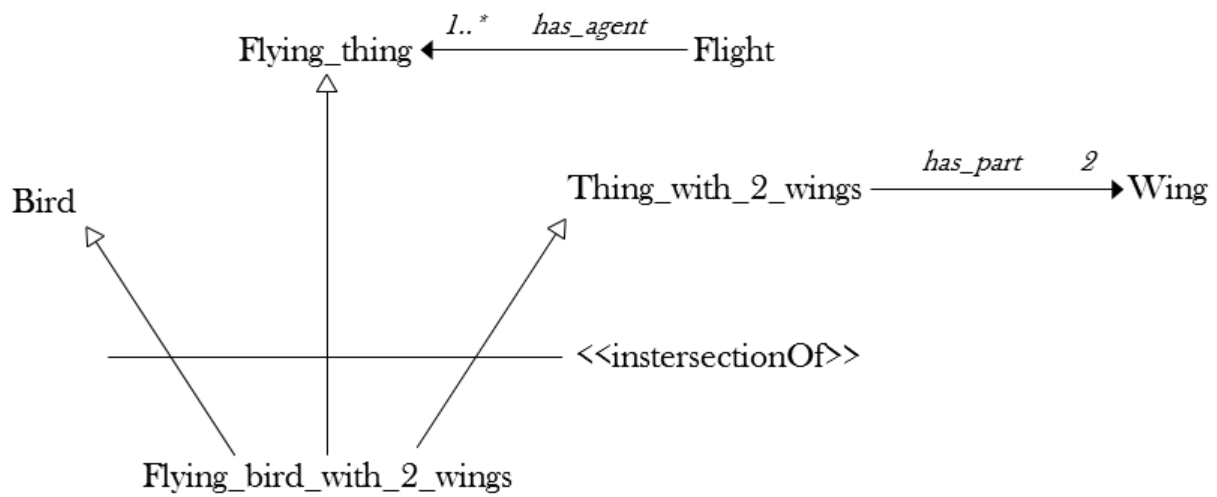 1..* has_agent
Flying_thing Flight
has_part 2
Bird Thing_with_2_wings Wing
<<instersectionOf>>
Flying_bird_with_2_wings